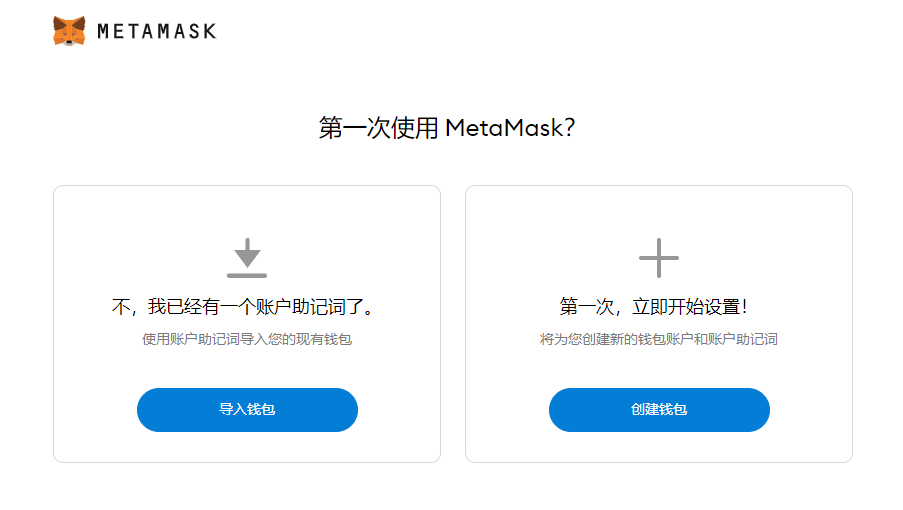 METAMASK
第一次使用 MetaMask?
不，我已经有一个账户助记词了。
使用账户助记词导入您的现有钱包
导入钱包
第一次，立即开始设置！
将为您创建新的钱包账户和账户助记词
创建钱包